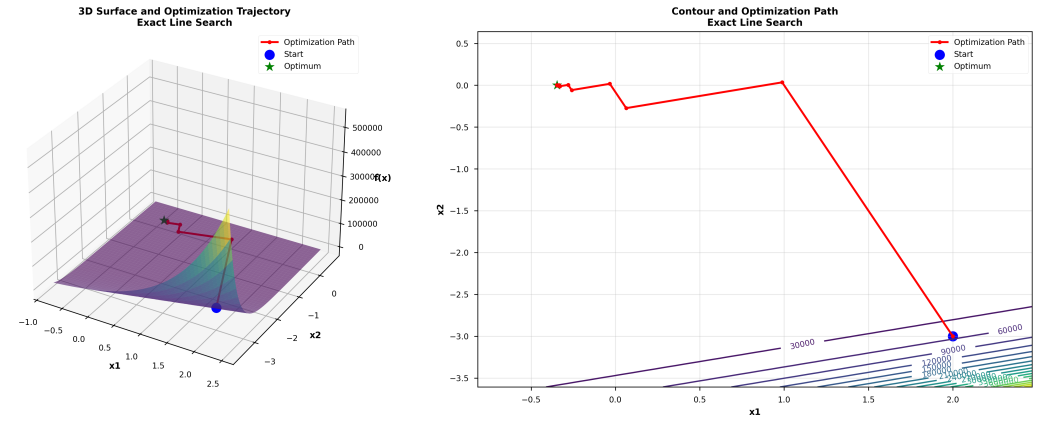 3D Surface and Optimization Trajectory
Exact Line Search
Optimization Path
Start
Optimum
500000
400000
300000
200000
100000
0
f(x)
−1.0
−0.5
0.0
0.5
1.0
1.5
2.0
2.5
x1
−3
−2
−1
0
x2
Contour and Optimization Path
Exact Line Search
Optimization Path
Start
Optimum
0.5
0.0
−0.5
−1.0
−1.5
−2.0
−2.5
−3.0
−3.5
x2
30000
60000
90000
120000
−0.5
0.0
0.5
1.0
1.5
2.0
x1